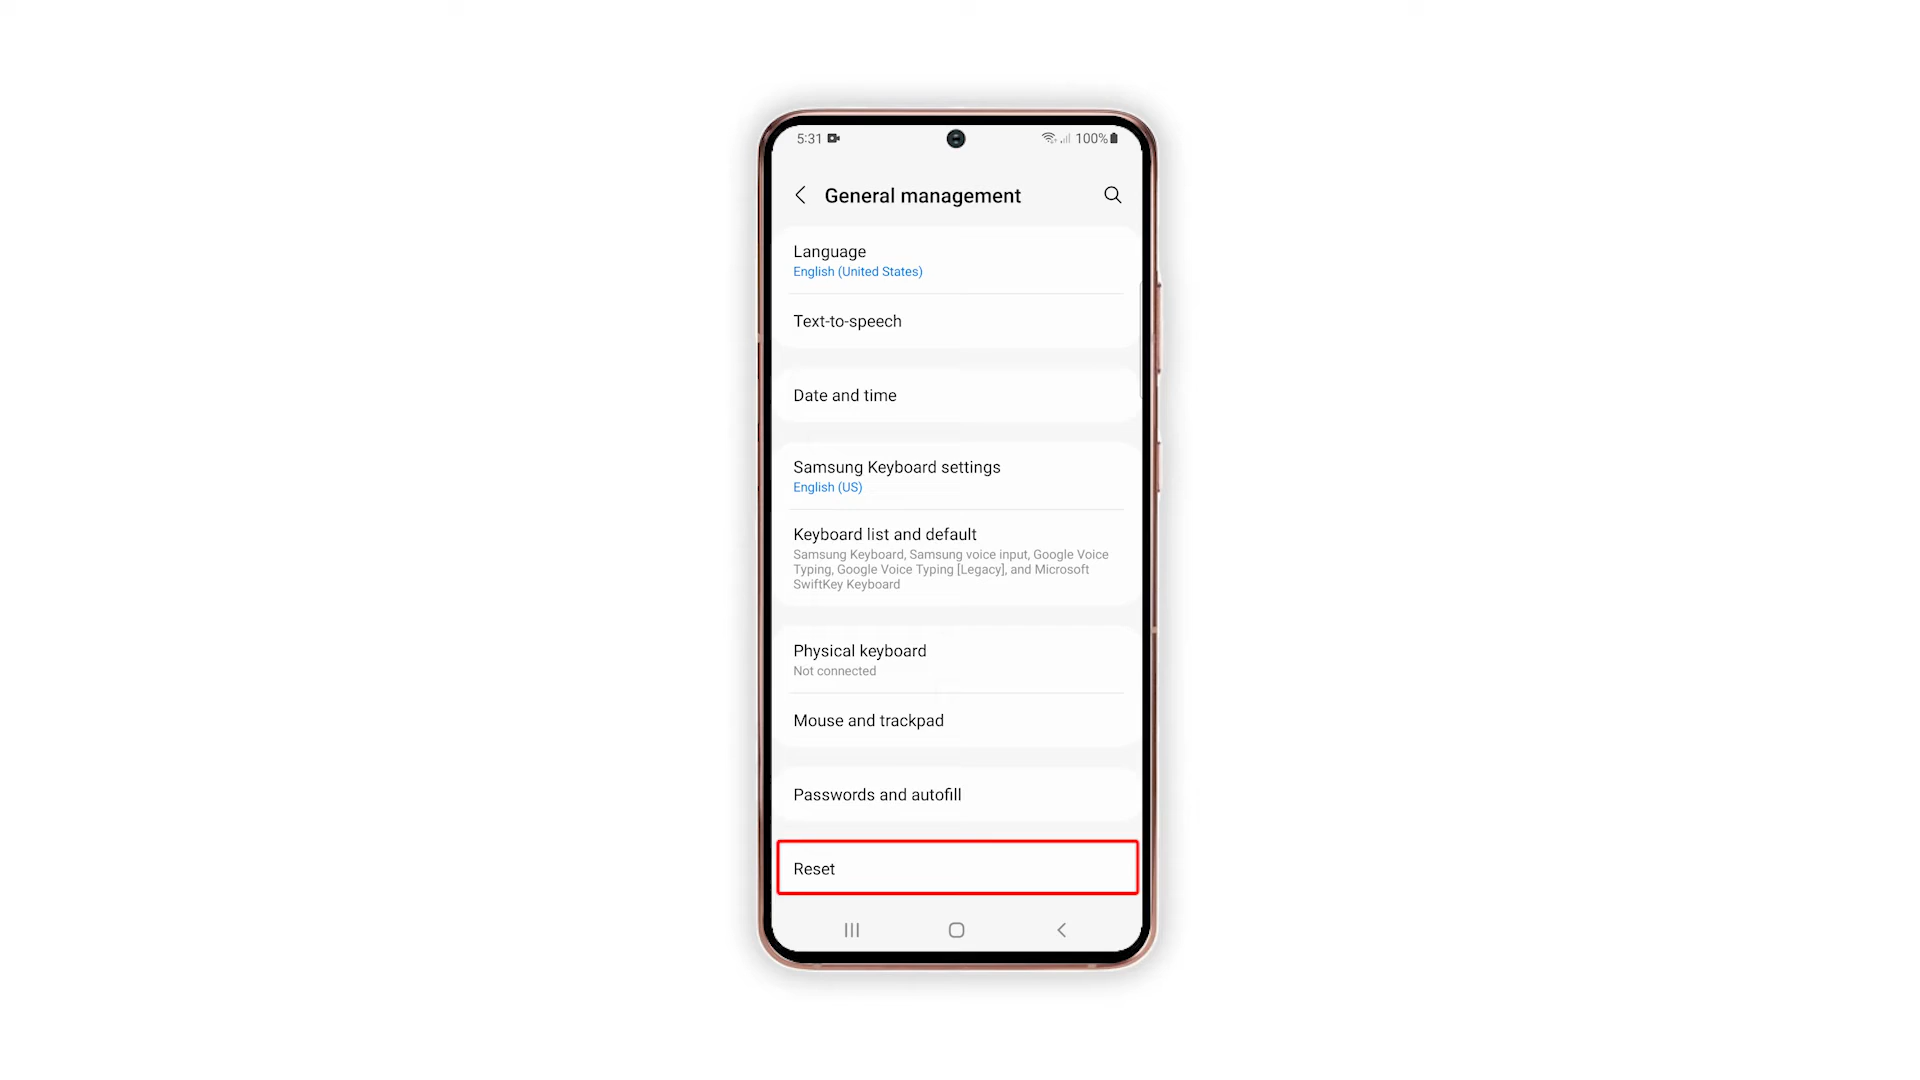 5:31
100%
General management
Language
English (United States)
Text-to-speech
Date and time
Samsung Keyboard settings
English (US)
Keyboard list and default
Samsung Keyboard, Samsung voice input, Google Voice
Typing, Google Voice Typing [Legacy], and Microsoft
SwiftKey Keyboard
Physical keyboard
Not connected
Mouse and trackpad
Passwords and autofill
Reset